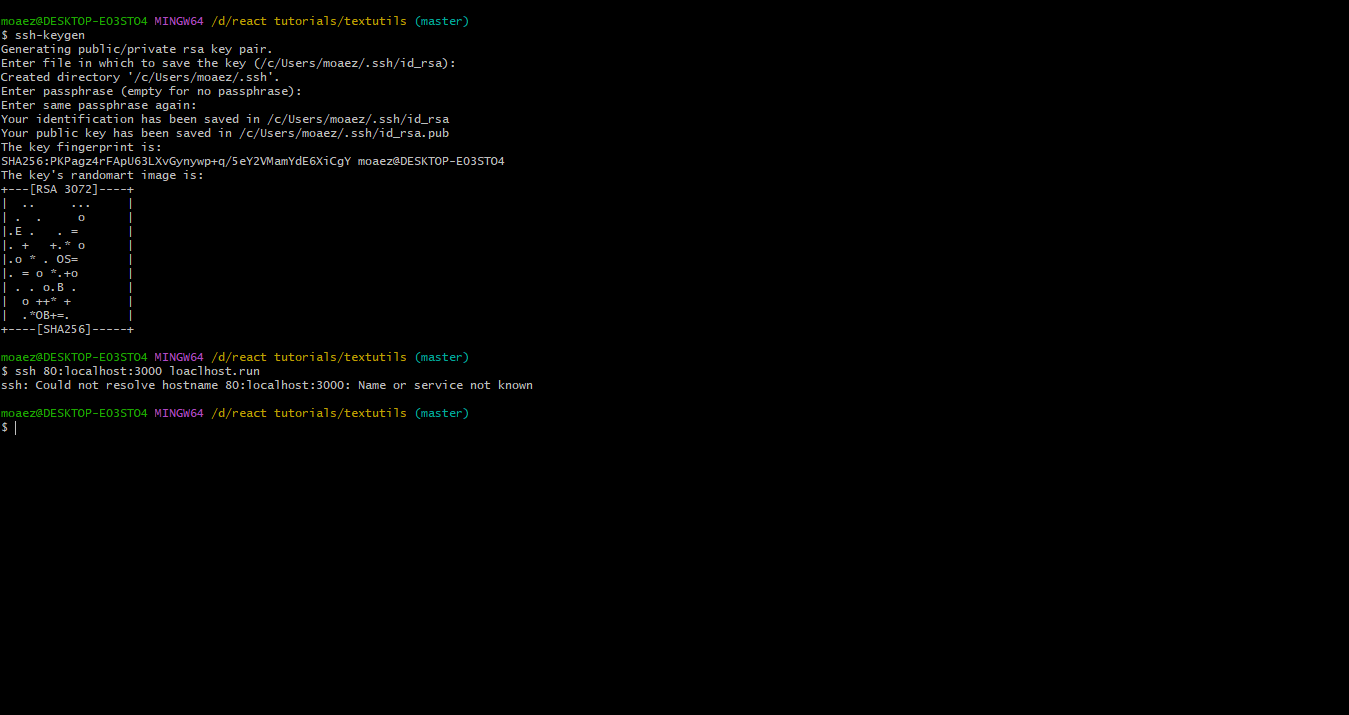 moaez@DESKTOP-EO3STO4 MINGW64 /d/react tutorials/textutils (master)
$ ssh-keygen
Generating public/private rsa key pair.
Enter file in which to save the key (/c/Users/moaez/.ssh/id_rsa):
Created directory '/c/Users/moaez/.ssh'.
Enter passphrase (empty for no passphrase):
Enter same passphrase again:
Your identification has been saved in /c/Users/moaez/.ssh/id_rsa
Your public key has been saved in /c/Users/moaez/.ssh/id_rsa.pub
The key fingerprint is:
SHA256:PKPagz4rFApU63LXvGynywp+q/5eY2VMamYdE6XiCgY moaez@DESKTOP-EO3STO4
The key's randomart image is:
+---[RSA 3072]----+
|  ..     ...     |
| .  .     o      |
|.E .   . =       |
|. +   +.* o      |
|.o * . OS=       |
|. = o *.+o       |
| . . o.B .       |
|  o ++* +        |
|  .*OB+=.        |
+----[SHA256]-----+
moaez@DESKTOP-EO3STO4 MINGW64 /d/react tutorials/textutils (master)
$ ssh 80:localhost:3000 loaclhost.run
ssh: Could not resolve hostname 80:localhost:3000: Name or service not known
moaez@DESKTOP-EO3STO4 MINGW64 /d/react tutorials/textutils (master)
$